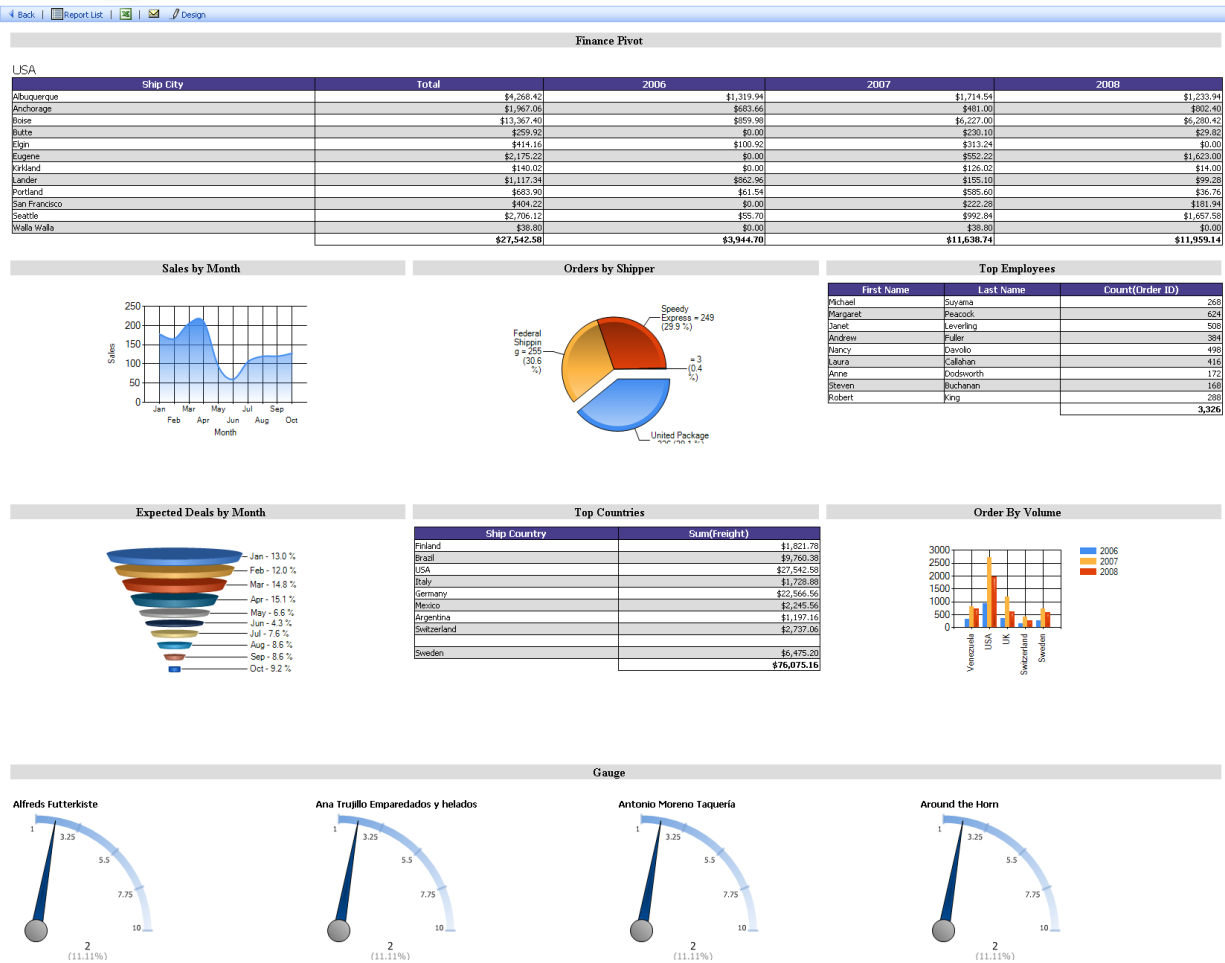 Back | Report List | | Design
Finance Pivot
USA
Ship City Total 2006 2007 2008
Albuquerque $4,268.42 $1,319.94 $1,714.54 $1,233.94
Anchorage $1,967.06 $683.66 $481.00 $802.40
Boise $13,367.40 $859.98 $6,227.00 $6,280.42
Butte $259.92 $0.00 $230.10 $29.82
Elgin $414.16 $100.92 $313.24 $0.00
Eugene $2,175.22 $0.00 $552.22 $1,623.00
Kirkland $140.02 $0.00 $126.02 $14.00
Lander $1,117.34 $862.96 $155.10 $99.28
Portland $683.90 $61.54 $585.60 $36.76
San Francisco $404.22 $0.00 $222.28 $181.94
Seattle $2,706.12 $55.70 $992.84 $1,657.58
Walla Walla $38.80 $0.00 $38.80 $0.00
$27,542.58 $3,944.70 $11,638.74 $11,959.14
Sales by Month
250
200
150
100
50
0
Sales
Jan Mar May Jul Sep
Feb Apr Jun Aug Oct
Month
Orders by Shipper
Speedy
Express = 249
(29.9 %)
Federal
Shippin
g = 255
(30.6
%)
= 3
(0.4
%)
United Package
Top Employees
First Name Last Name Count(Order ID)
Michael Suyama 268
Margaret Peacock 624
Janet Leverling 508
Andrew Fuller 384
Nancy Davolio 498
Laura Callahan 416
Anne Dodsworth 172
Steven Buchanan 168
Robert King 288
3,326
Expected Deals by Month
Jan - 13.0 %
Feb - 12.0 %
Mar - 14.8 %
Apr - 15.1 %
May - 6.6 %
Jun - 4.3 %
Jul - 7.6 %
Aug - 8.6 %
Sep - 8.6 %
Oct - 9.2 %
Top Countries
Ship Country Sum(Freight)
Finland $1,821.78
Brazil $9,760.38
USA $27,542.58
Italy $1,728.88
Germany $22,566.56
Mexico $2,245.56
Argentina $1,197.16
Switzerland $2,737.06
Sweden $6,475.20
$76,075.16
Order By Volume
3000
2500
2000
1500
1000
500
0
Venezuela
USA
UK
Switzerland
Sweden
2006
2007
2008
Gauge
Alfreds Futterkiste
1
3.25
5.5
7.75
10
2
(11.11%)
Ana Trujillo Emparedados y helados
1
3.25
5.5
7.75
10
2
(11.11%)
Antonio Moreno Taquería
1
3.25
5.5
7.75
10
2
(11.11%)
Around the Horn
1
3.25
5.5
7.75
10
2
(11.11%)